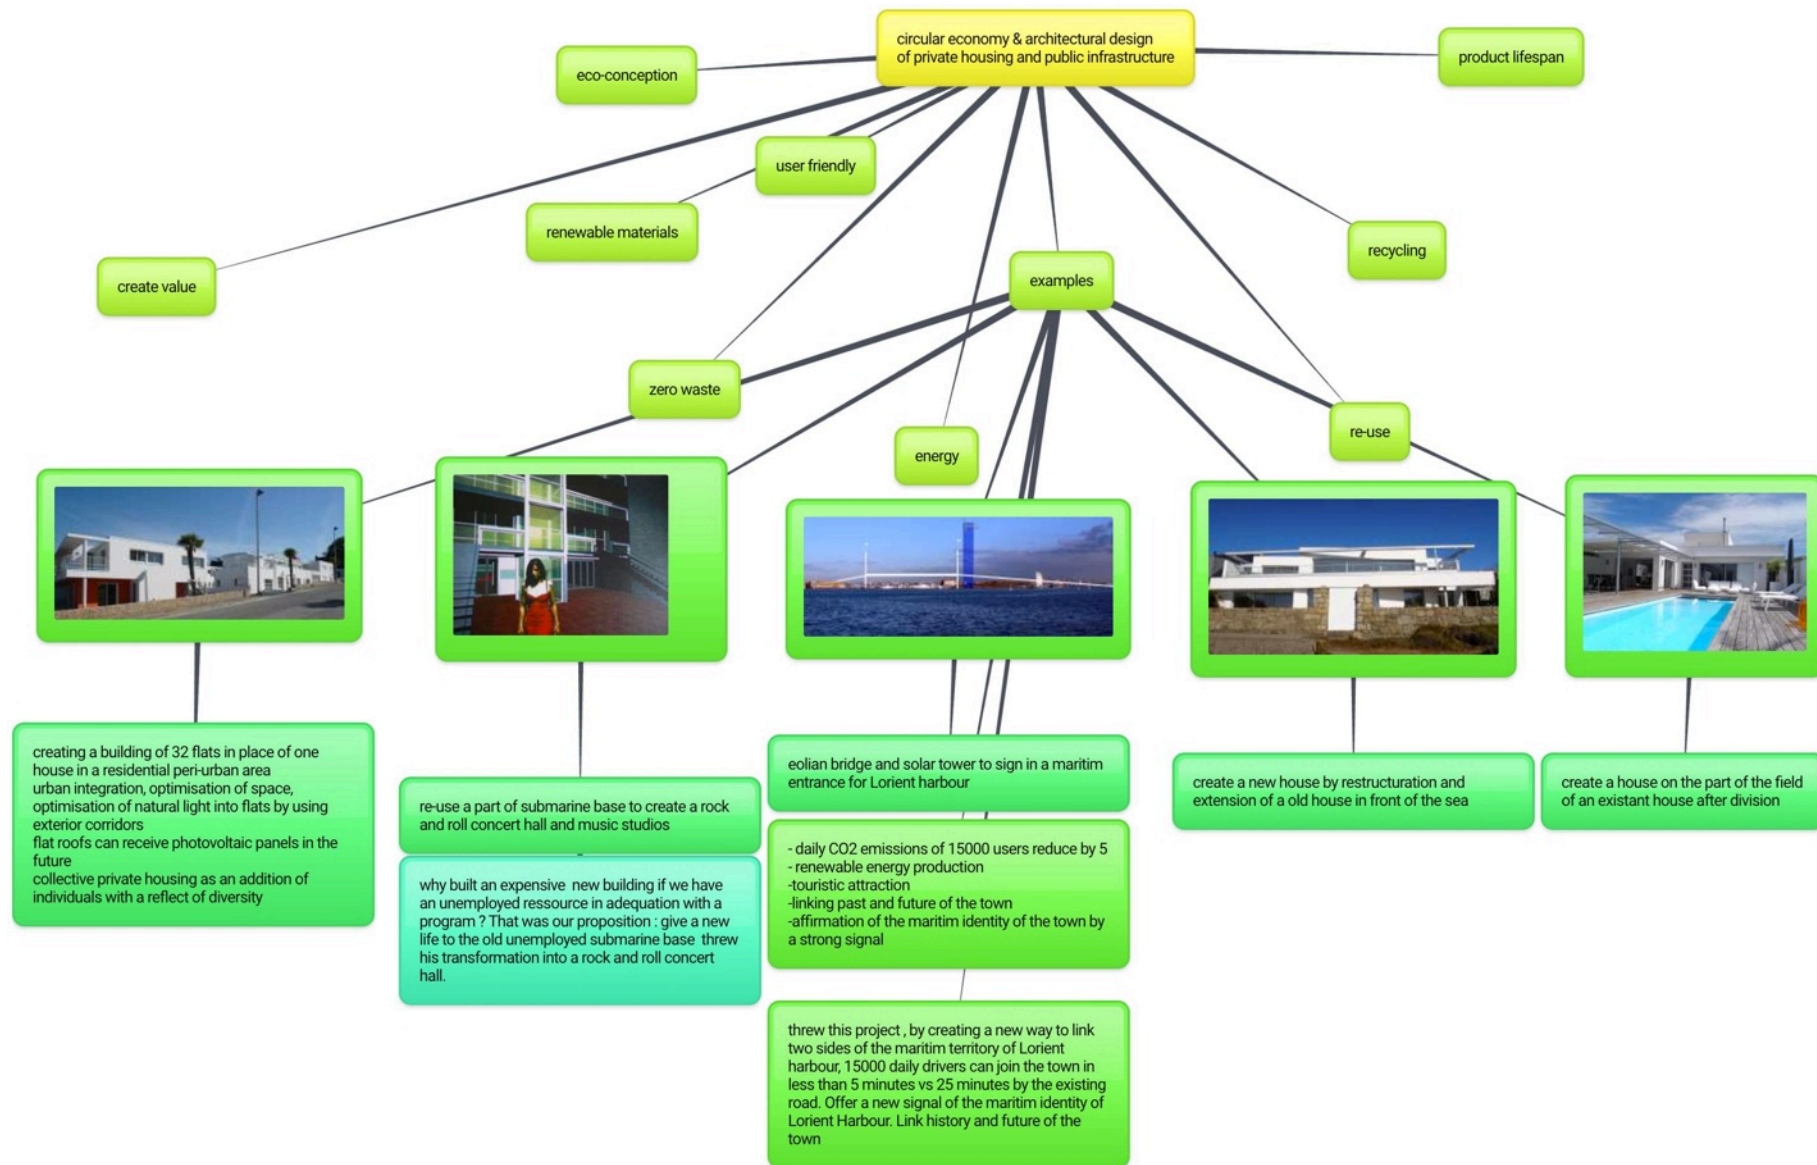 circular economy & architectural design
of private housing and public infrastructure
eco-conception
product lifespan
user friendly
renewable materials
recycling
create value
examples
zero waste
re-use
energy
creating a building of 32 flats in place of one
house in a residential peri-urban area
urban integration, optimisation of space,
optimisation of natural light into flats by using
exterior corridors
flat roofs can receive photovoltaic panels in the
future
collective private housing as an addition of
individuals with a reflect of diversity
re-use a part of submarine base to create a rock
and roll concert hall and music studios
why built an expensive  new building if we have
an unemployed ressource in adequation with a
program ? That was our proposition : give a new
life to the old unemployed submarine base  threw
his transformation into a rock and roll concert
hall.
eolian bridge and solar tower to sign in a maritim
entrance for Lorient harbour
- daily CO2 emissions of 15000 users reduce by 5
- renewable energy production
-touristic attraction
-linking past and future of the town
-affirmation of the maritim identity of the town by
a strong signal
threw this project , by creating a new way to link
two sides of the maritim territory of Lorient
harbour, 15000 daily drivers can join the town in
less than 5 minutes vs 25 minutes by the existing
road. Offer a new signal of the maritim identity of
Lorient Harbour. Link history and future of the
town
create a new house by restructuration and
extension of a old house in front of the sea
create a house on the part of the field
of an existant house after division